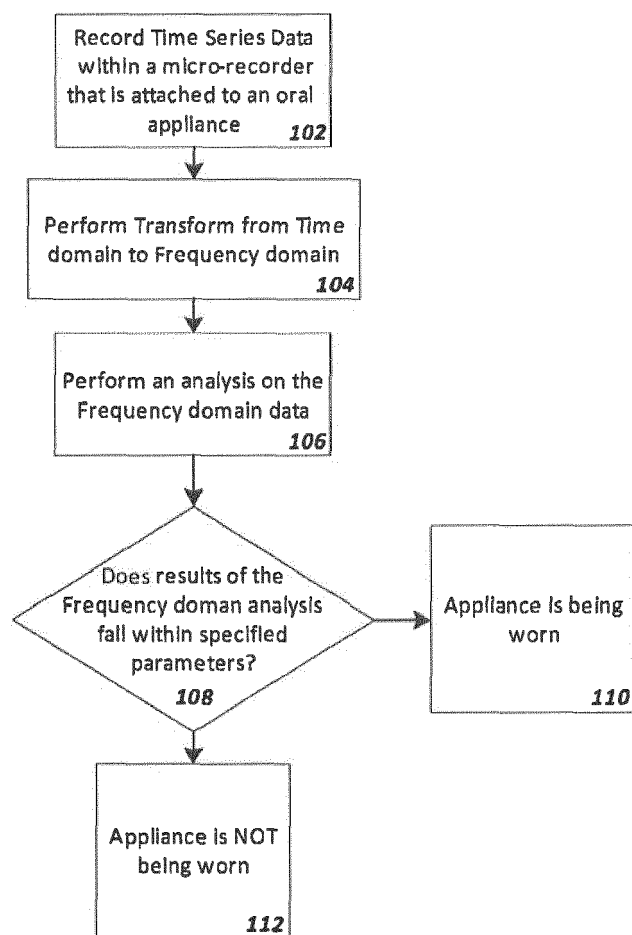 Record Time Series Data
within a micro-recorder
that is attached to an oral
appliance
102
Perform Transform from Time
domain to Frequency domain
104
Perform an analysis on the
Frequency domain data
106
Does results of the
Frequency doman analysis
fall within specified
parameters?
108
Appliance is being
worn
110
Appliance is NOT
being worn
112